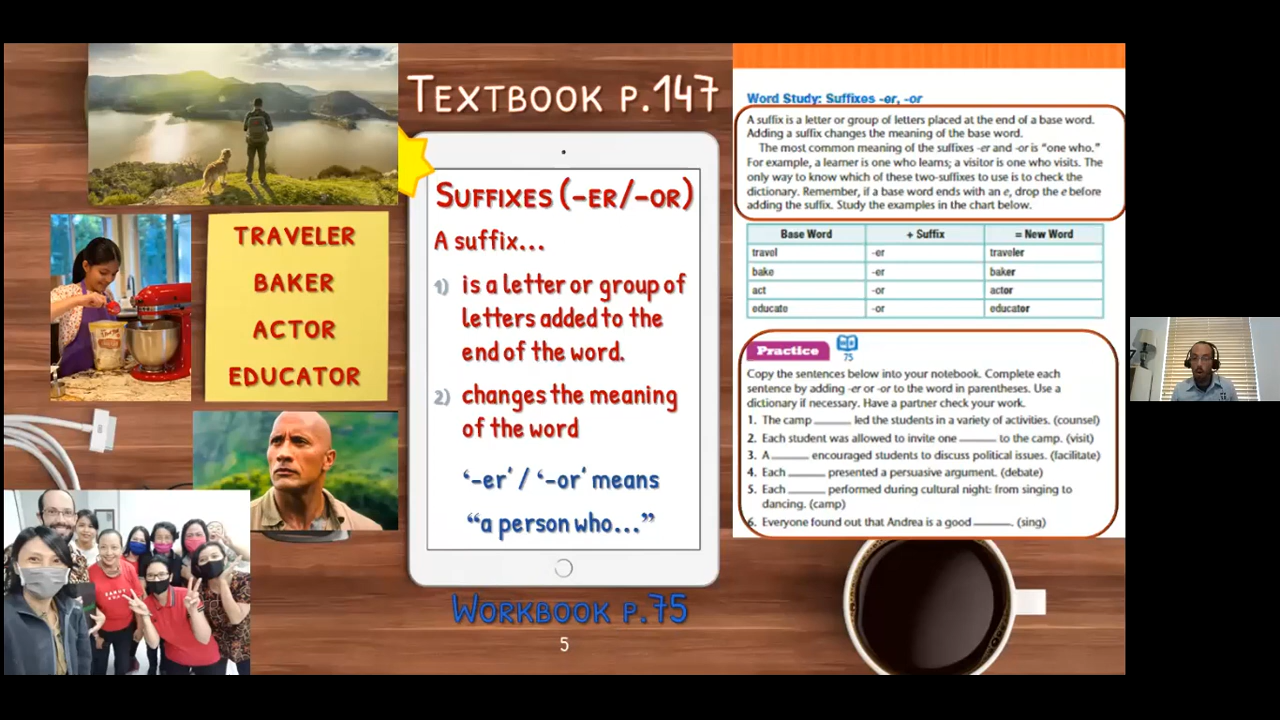 TEXTBOOK P.147
SUFFIXES (-ER/-OR)
A suffix...
1) is a letter or group of
letters added to the
end of the word.
2) changes the meaning
of the word
'-er' / '-or' means
"a person who..."
WORKBOOK P.75
5
TRAVELER
BAKER
ACTOR
EDUCATOR
Word Study: Suffixes -er, -or
A suffix is a letter or group of letters placed at the end of a base word.
Adding a suffix changes the meaning of the base word.
The most common meaning of the suffixes -er and -or is "one who."
For example, a learner is one who learns; a visitor is one who visits. The
only way to know which of these two-suffixes to use is to check the
dictionary. Remember, if a base word ends with an e, drop the e before
adding the suffix. Study the examples in the chart below.
Base Word + Suffix = New Word
travel -er traveler
bake -er baker
act -or actor
educate -or educator
Practice 75
Copy the sentences below into your notebook. Complete each
sentence by adding -er or -or to the word in parentheses. Use a
dictionary if necessary. Have a partner check your work.
1. The camp ______ led the students in a variety of activities. (counsel)
2. Each student was allowed to invite one ______ to the camp. (visit)
3. A ______ encouraged students to discuss political issues. (facilitate)
4. Each ______ presented a persuasive argument. (debate)
5. Each ______ performed during cultural night: from singing to
dancing. (camp)
6. Everyone found out that Andrea is a good ______. (sing)